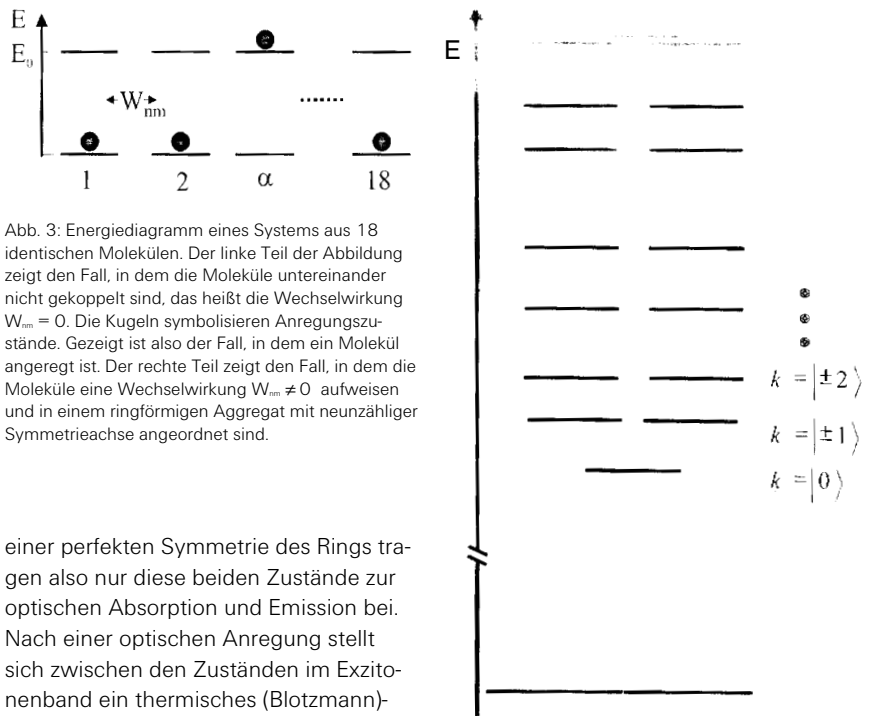 E
E₀
W
nm
.......
1 2 α 18
Abb. 3: Energiediagramm eines Systems aus 18
identischen Molekülen. Der linke Teil der Abbildung
zeigt den Fall, in dem die Moleküle untereinander
nicht gekoppelt sind, das heißt die Wechselwirkung
Wₙₘ = 0. Die Kugeln symbolisieren Anregungszu-
stände. Gezeigt ist also der Fall, in dem ein Molekül
angeregt ist. Der rechte Teil zeigt den Fall, in dem die
Moleküle eine Wechselwirkung Wₙₘ ≠ 0 aufweisen
und in einem ringförmigen Aggregat mit neunzähliger
Symmetrieachse angeordnet sind.
einer perfekten Symmetrie des Rings tra-
gen also nur diese beiden Zustände zur
optischen Absorption und Emission bei.
Nach einer optischen Anregung stellt
sich zwischen den Zuständen im Exzito-
nenband ein thermisches (Blotzmann)-
E
k = |±2⟩
k = |±1⟩
k = |0⟩